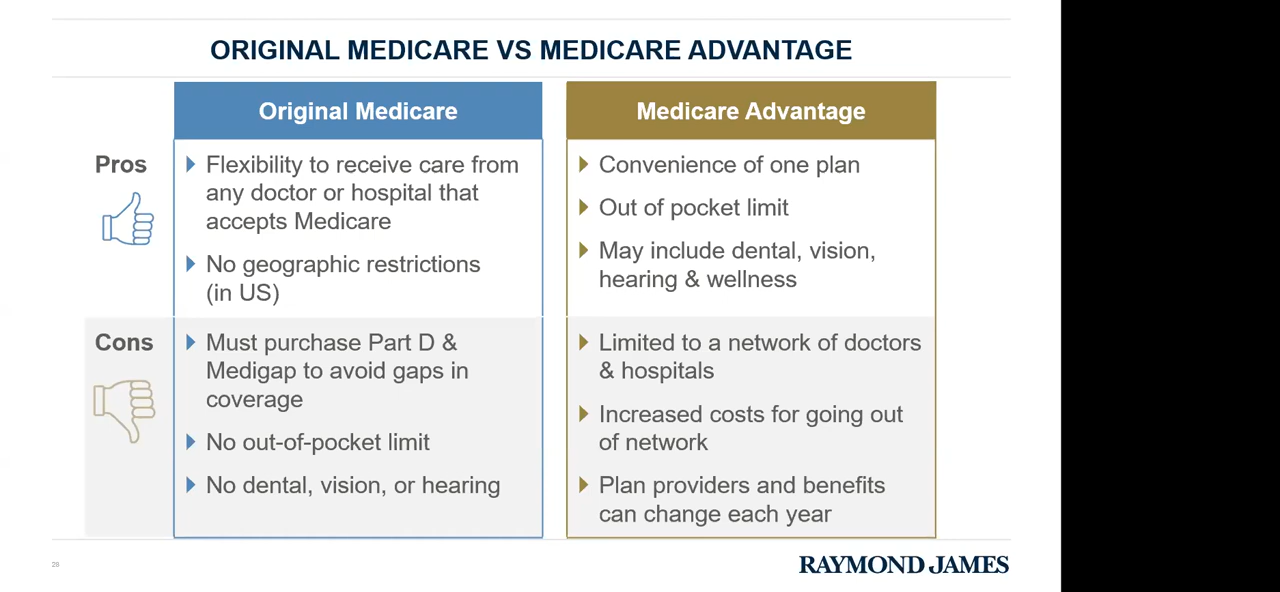 ORIGINAL MEDICARE VS MEDICARE ADVANTAGE
Original Medicare
Medicare Advantage
Pros
Flexibility to receive care from
any doctor or hospital that
accepts Medicare
No geographic restrictions
(in US)
Convenience of one plan
Out of pocket limit
May include dental, vision,
hearing & wellness
Cons
Must purchase Part D &
Medigap to avoid gaps in
coverage
No out-of-pocket limit
No dental, vision, or hearing
Limited to a network of doctors
& hospitals
Increased costs for going out
of network
Plan providers and benefits
can change each year
RAYMOND JAMES